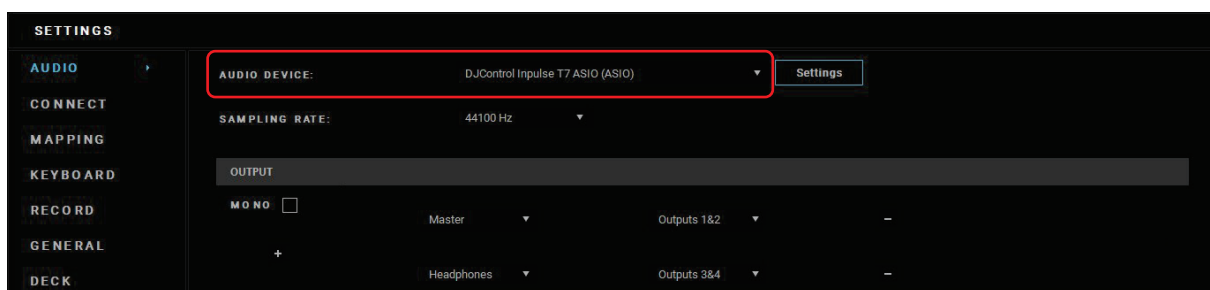 SETTINGS
AUDIO
CONNECT
MAPPING
KEYBOARD
RECORD
GENERAL
DECK
AUDIO DEVICE: DJControl Inpulse T7 ASIO (ASIO) Settings
SAMPLING RATE: 44100 Hz
OUTPUT
MONO
Master Outputs 1&2 –
+
Headphones Outputs 3&4 –